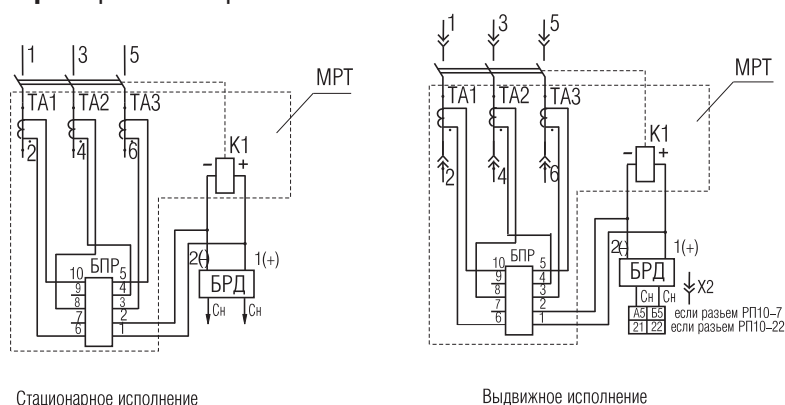 1 3 5
МРТ
ТА1 ТА2 ТА3
2 4 6
К1
– +
2(-) 1(+)
БПР
10 5
9 4
8 3
7 2
6 1
БРД
Сн Сн
Стационарное исполнение
1 3 5
МРТ
ТА1 ТА2 ТА3
2 4 6
К1
– +
2(-) 1(+)
БПР
10 5
9 4
8 3
7 2
6 1
БРД
Сн Сн
Х2
А5 Б5 если разьем РП10–7
21 22 если разьем РП10–22
Выдвижное исполнение